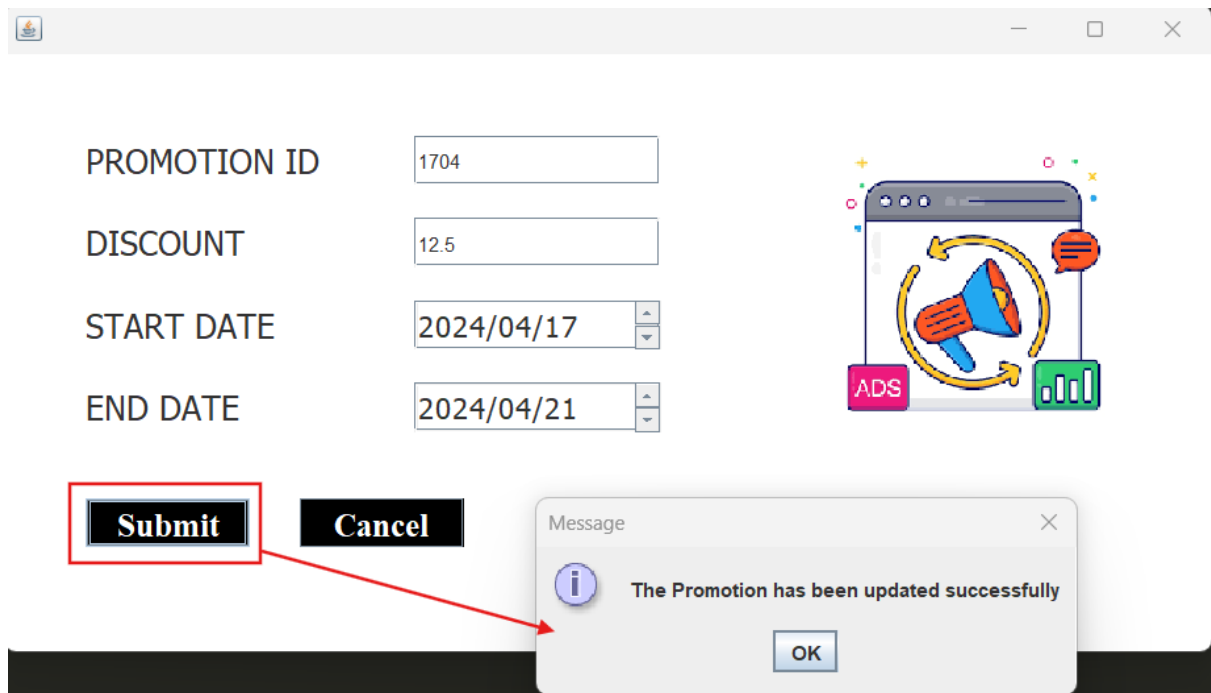 PROMOTION ID
1704
DISCOUNT
12.5
START DATE
2024/04/17
END DATE
2024/04/21
ADS
Submit
Cancel
Message
i
The Promotion has been updated successfully
OK